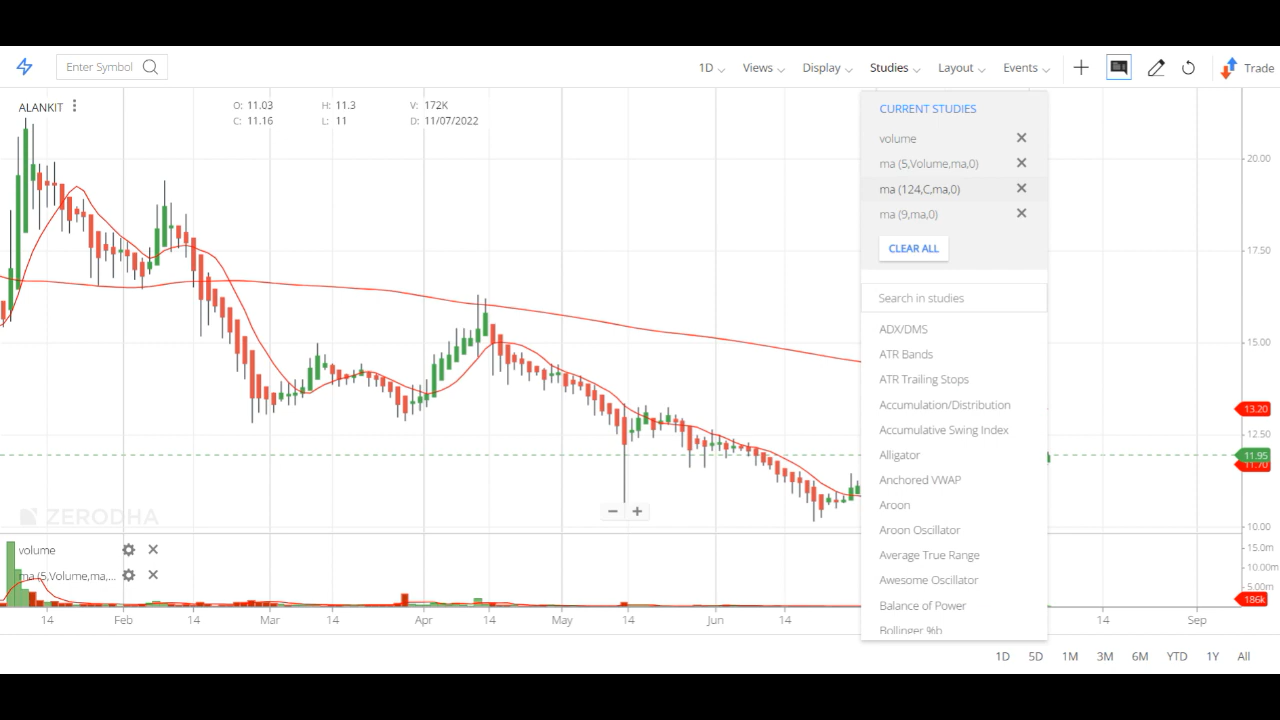 Enter Symbol
1D Views Display Studies Layout Events Trade
ALANKIT
O: 11.03 H: 11.3 V: 172K
C: 11.16 L: 11 D: 11/07/2022
CURRENT STUDIES
volume
ma (5,Volume,ma,0)
ma (124,C,ma,0)
ma (9,ma,0)
CLEAR ALL
Search in studies
ADX/DMS
ATR Bands
ATR Trailing Stops
Accumulation/Distribution
Accumulative Swing Index
Alligator
Anchored VWAP
Aroon
Aroon Oscillator
Average True Range
Awesome Oscillator
Balance of Power
Bollinger %b
20.00
17.50
15.00
13.20
12.50
11.95
11.70
10.00
ZERODHA
volume
ma (5,Volume,ma,...
15.0m
10.00m
5.00m
186k
14 Feb 14 Mar 14 Apr 14 May 14 Jun 14 14 Sep
1D 5D 1M 3M 6M YTD 1Y All